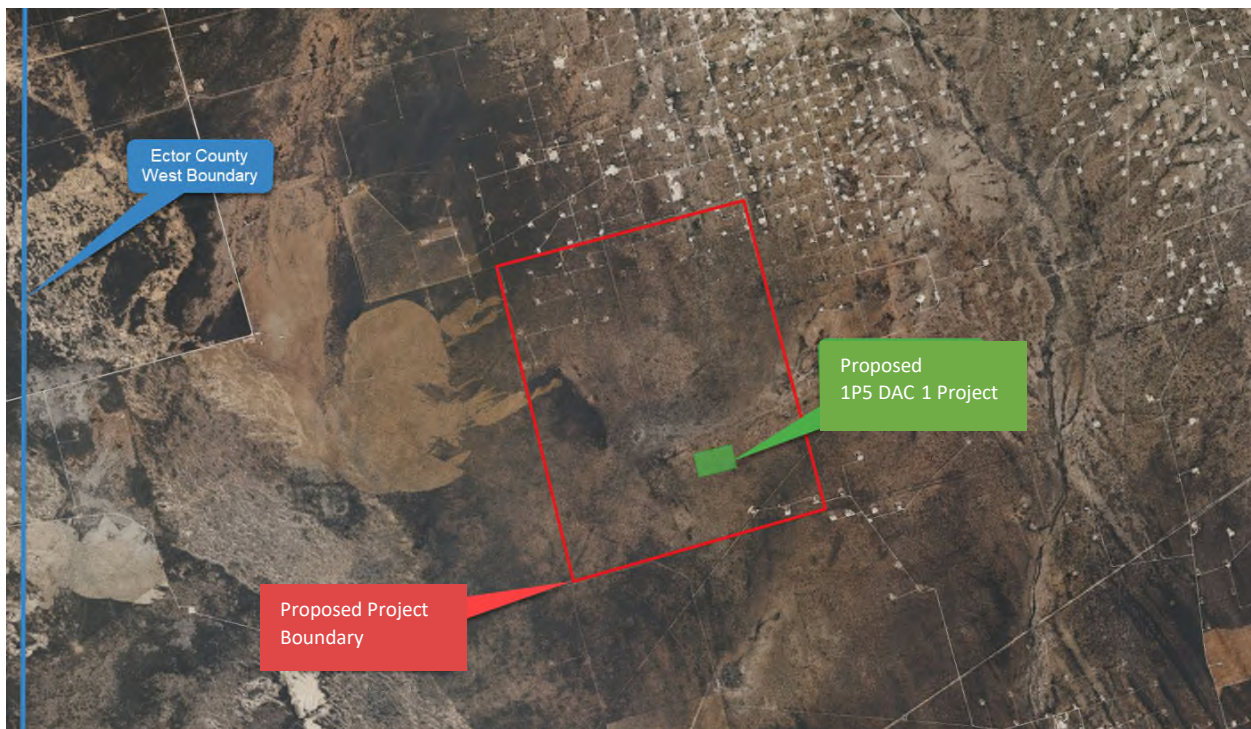 Ector County
West Boundary
Proposed
1P5 DAC 1 Project
Proposed Project
Boundary